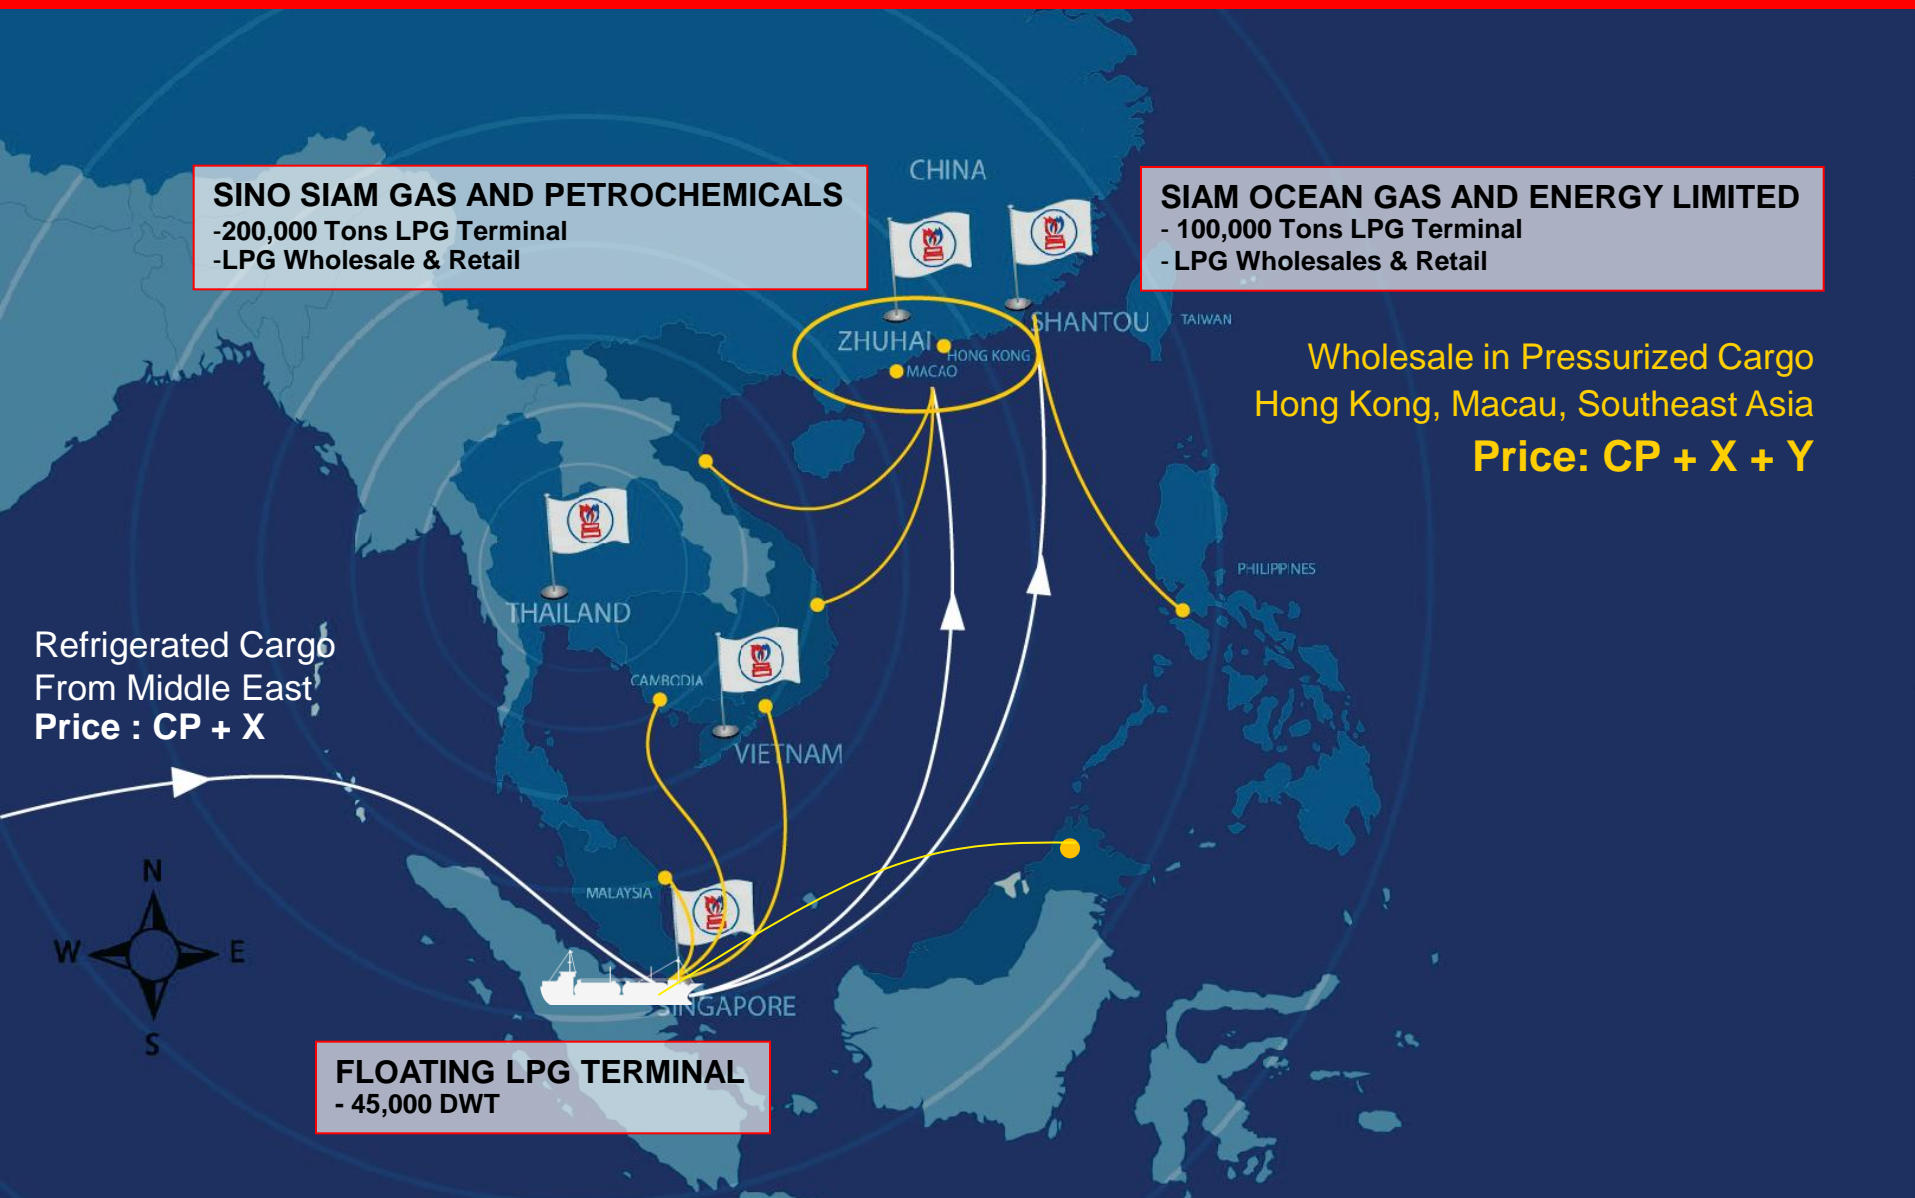 CHINA
SINO SIAM GAS AND PETROCHEMICALS
-200,000 Tons LPG Terminal
-LPG Wholesale & Retail
SIAM OCEAN GAS AND ENERGY LIMITED
- 100,000 Tons LPG Terminal
- LPG Wholesales & Retail
SHANTOU
TAIWAN
ZHUHAI
HONG KONG
MACAO
Wholesale in Pressurized Cargo
Hong Kong, Macau, Southeast Asia
Price: CP + X + Y
PHILIPPINES
THAILAND
Refrigerated Cargo
From Middle East
Price : CP + X
CAMBODIA
VIETNAM
MALAYSIA
N
W
E
S
SINGAPORE
FLOATING LPG TERMINAL
- 45,000 DWT